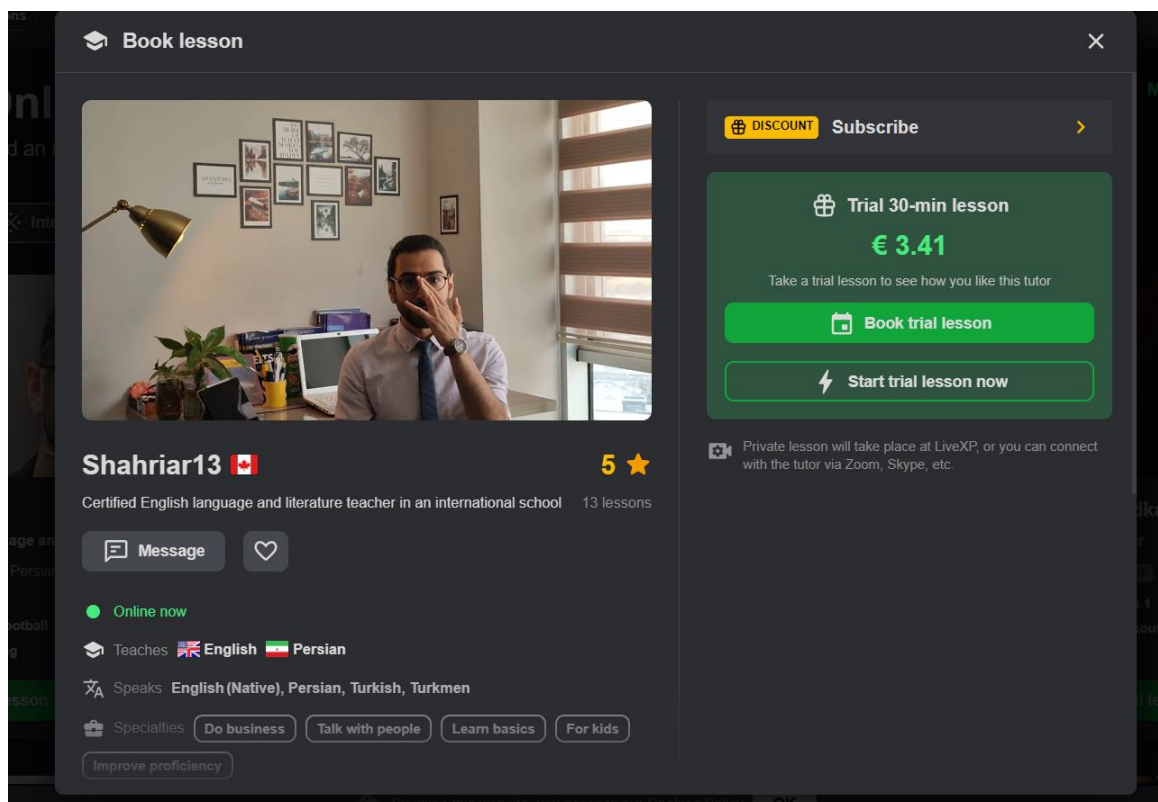 Book lesson
DISCOUNT Subscribe
Trial 30-min lesson
€ 3.41
Take a trial lesson to see how you like this tutor
Book trial lesson
Start trial lesson now
Private lesson will take place at LiveXP, or you can connect
with the tutor via Zoom, Skype, etc.
IELTS
Shahriar13
5
Certified English language and literature teacher in an international school
13 lessons
Message
Online now
Teaches English Persian
Speaks English (Native), Persian, Turkish, Turkmen
Specialties Do business Talk with people Learn basics For kids
Improve proficiency